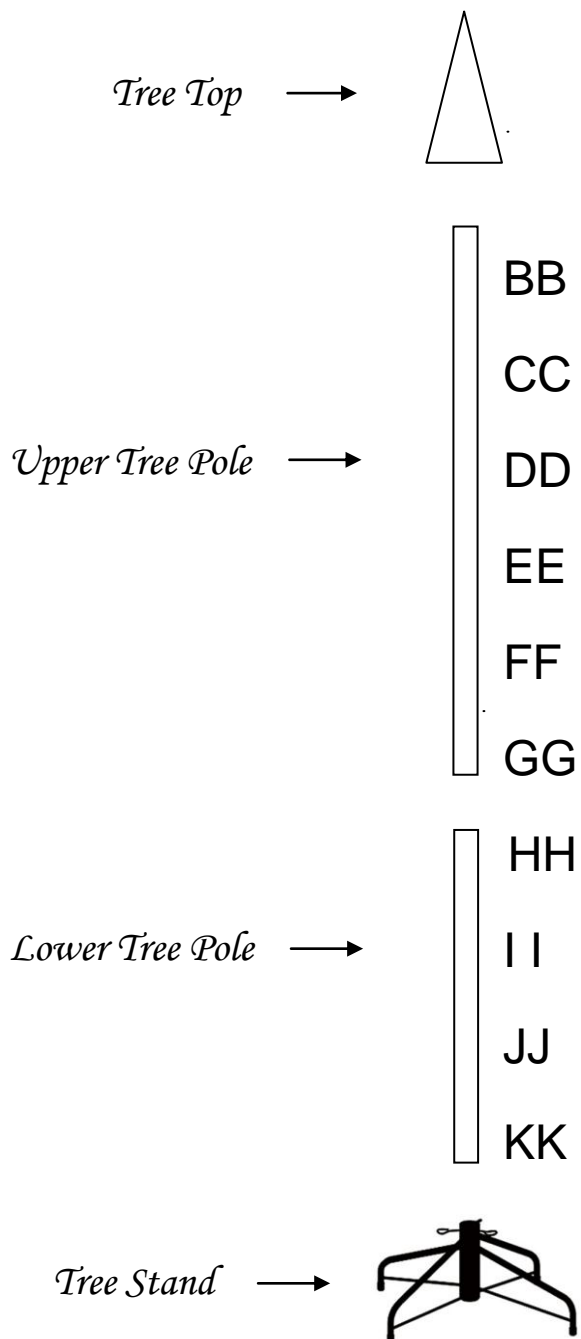 Tree Top
BB
CC
Upper Tree Pole
DD
EE
FF
GG
HH
Lower Tree Pole
I I
JJ
KK
Tree Stand